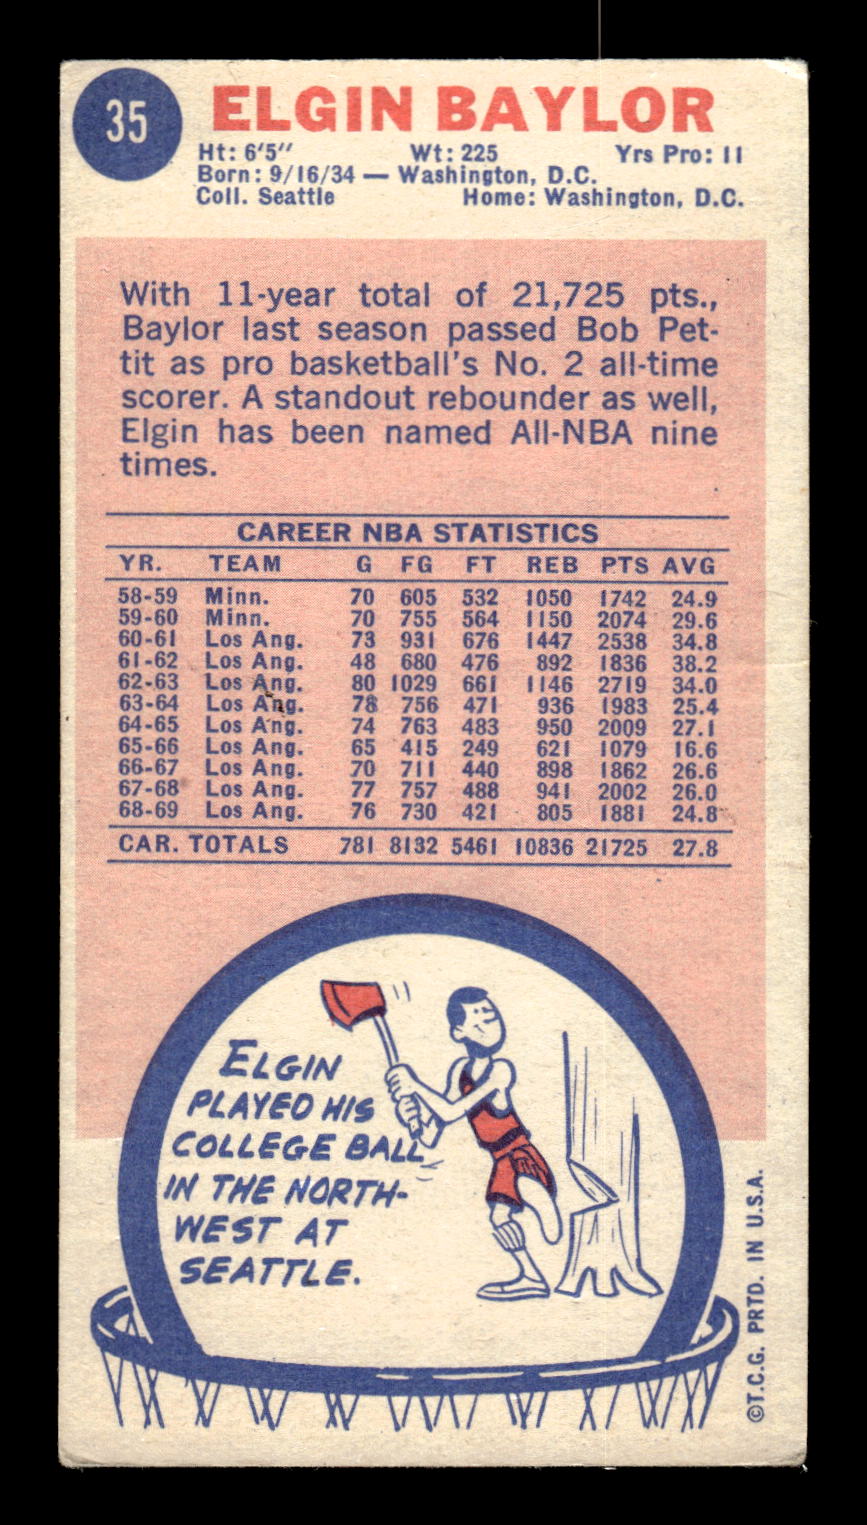 35
ELGIN BAYLOR
Ht: 6'5" Wt: 225 Yrs Pro: 11
Born: 9/16/34 — Washington, D.C.
Coll. Seattle Home: Washington, D.C.
With 11-year total of 21,725 pts.,
Baylor last season passed Bob Pet-
tit as pro basketball's No. 2 all-time
scorer. A standout rebounder as well,
Elgin has been named All-NBA nine
times.
CAREER NBA STATISTICS
YR. TEAM G FG FT REB PTS AVG
58-59 Minn. 70 605 532 1050 1742 24.9
59-60 Minn. 70 755 564 1150 2074 29.6
60-61 Los Ang. 73 931 676 1447 2538 34.8
61-62 Los Ang. 48 680 476 892 1836 38.2
62-63 Los Ang. 80 1029 661 1146 2719 34.0
63-64 Los Ang. 78 756 471 936 1983 25.4
64-65 Los Ang. 74 763 483 950 2009 27.1
65-66 Los Ang. 65 415 249 621 1079 16.6
66-67 Los Ang. 70 711 440 898 1862 26.6
67-68 Los Ang. 77 757 488 941 2002 26.0
68-69 Los Ang. 76 730 421 805 1881 24.8
CAR. TOTALS 781 8132 5461 10836 21725 27.8
ELGIN
PLAYED HIS
COLLEGE BALL
IN THE NORTH-
WEST AT
SEATTLE.
©T.C.G. PRTD. IN U.S.A.